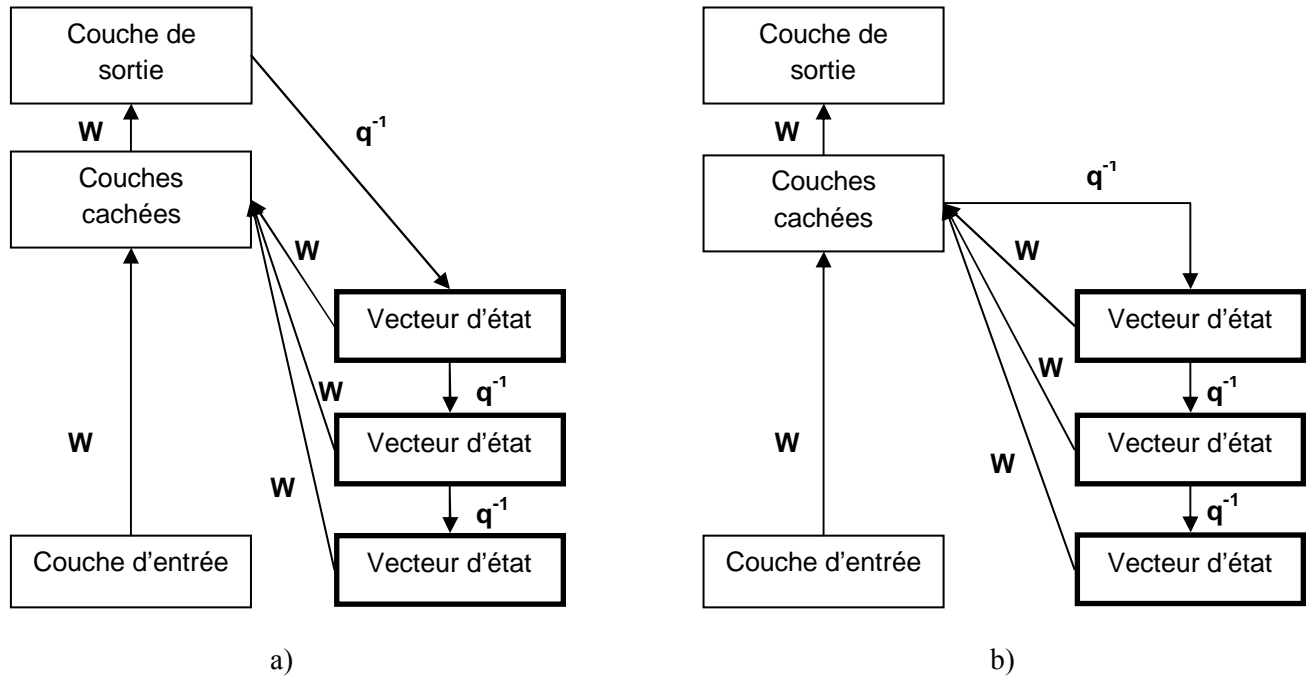 Couche de
sortie
W
q-1
Couches
cachées
W
Vecteur d'état
q-1
W
Vecteur d'état
W
W
q-1
Couche d'entrée
Vecteur d'état
a)
Couche de
sortie
W
q-1
Couches
cachées
W
Vecteur d'état
q-1
W
Vecteur d'état
W
W
q-1
Couche d'entrée
Vecteur d'état
b)